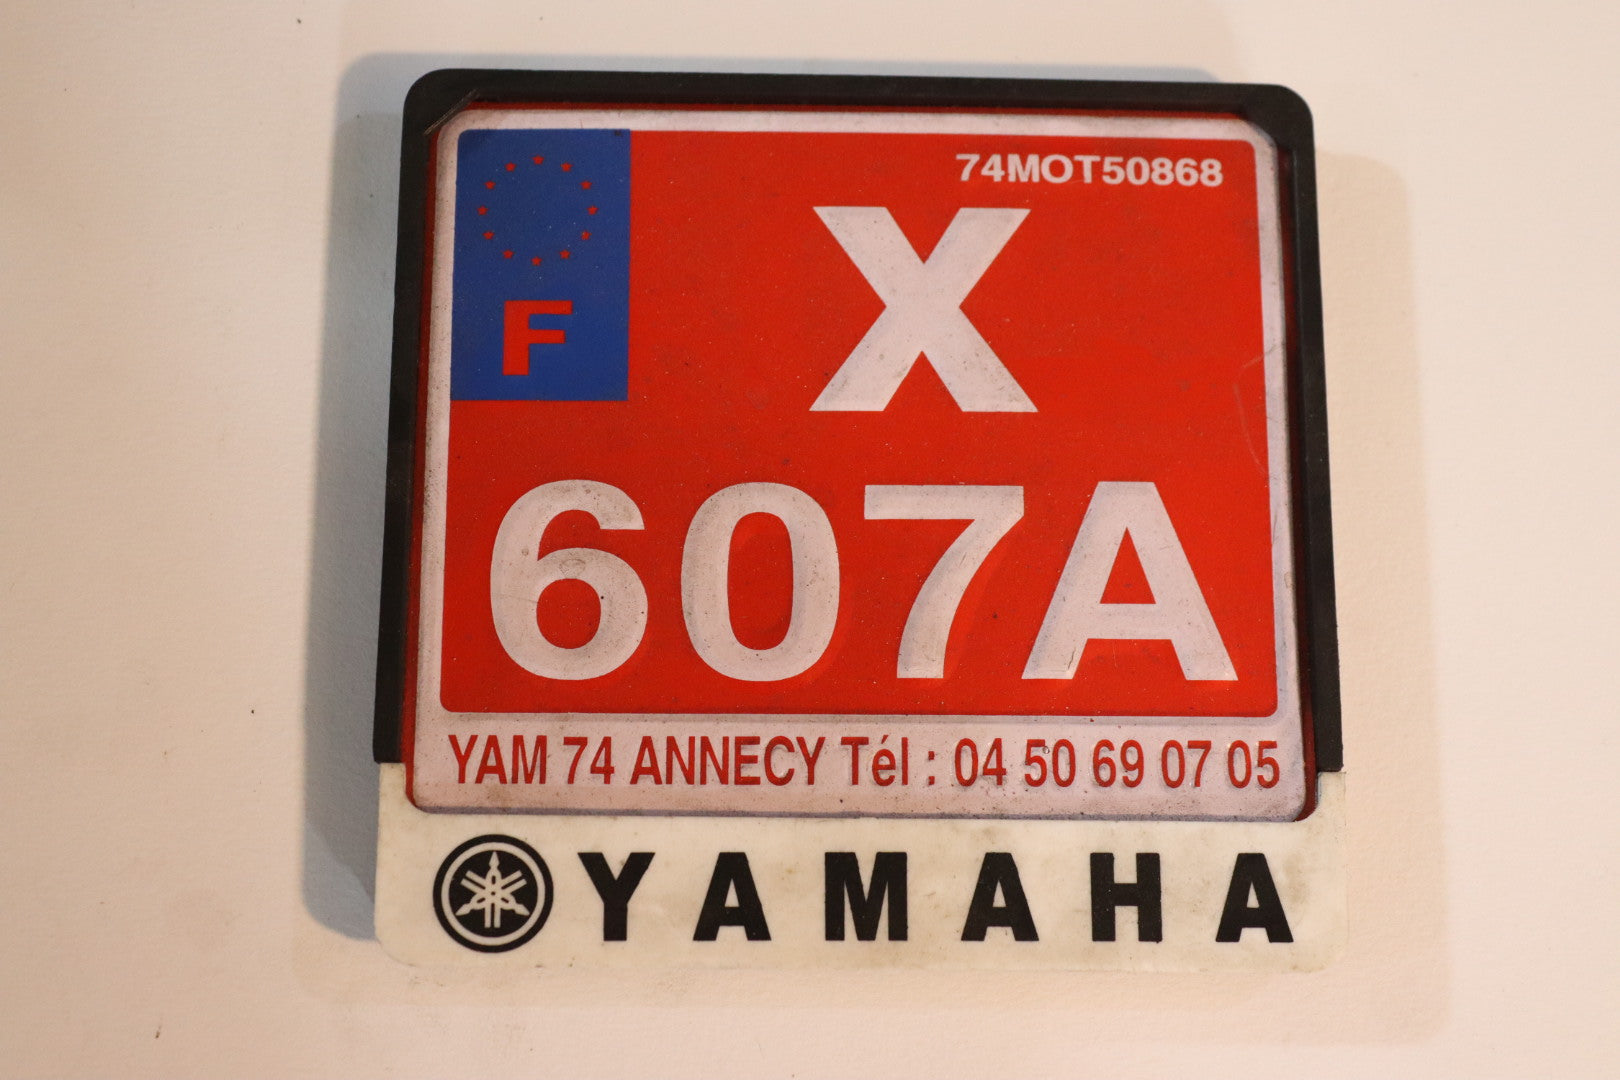 74MOT50868
F
X
607A
YAM 74 ANNECY Tél : 04 50 69 07 05
YAMAHA